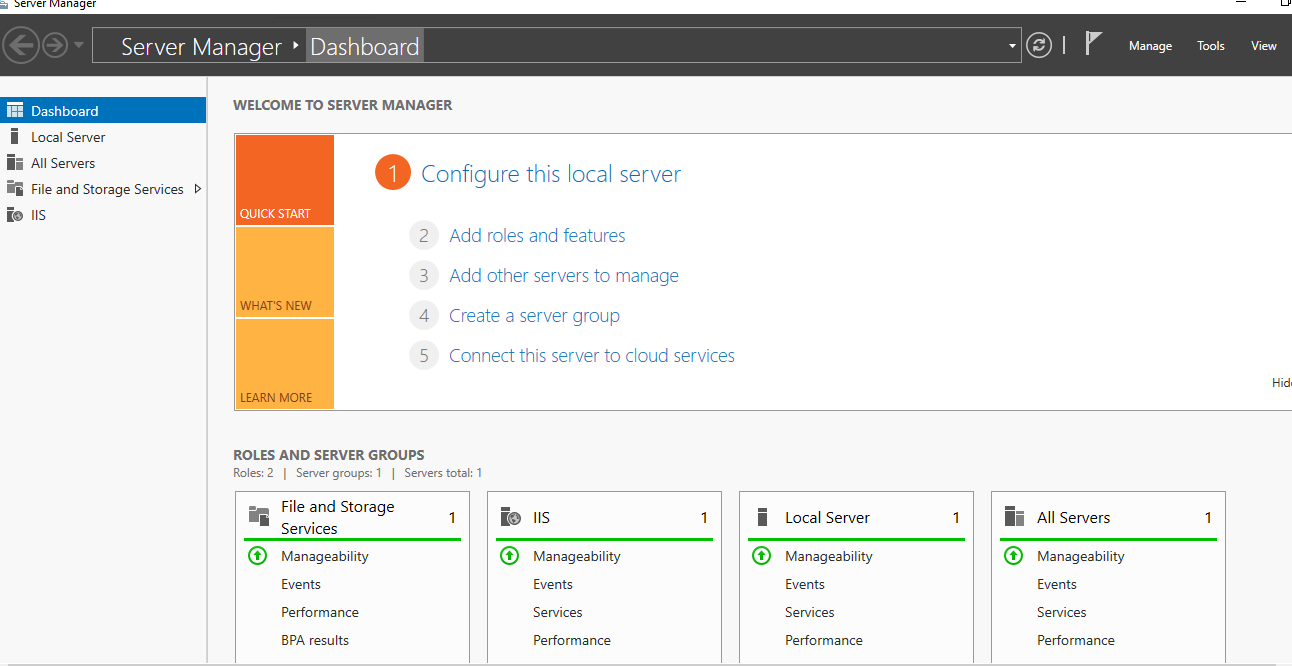 Server Manager
Server Manager ‣ Dashboard
Manage Tools View
Dashboard
Local Server
All Servers
File and Storage Services
IIS
WELCOME TO SERVER MANAGER
QUICK START
WHAT'S NEW
LEARN MORE
1 Configure this local server
2 Add roles and features
3 Add other servers to manage
4 Create a server group
5 Connect this server to cloud services
ROLES AND SERVER GROUPS
Roles: 2 | Server groups: 1 | Servers total: 1
File and Storage
Services 1
Manageability
Events
Performance
BPA results
IIS 1
Manageability
Events
Services
Performance
Local Server 1
Manageability
Events
Services
Performance
All Servers 1
Manageability
Events
Services
Performance